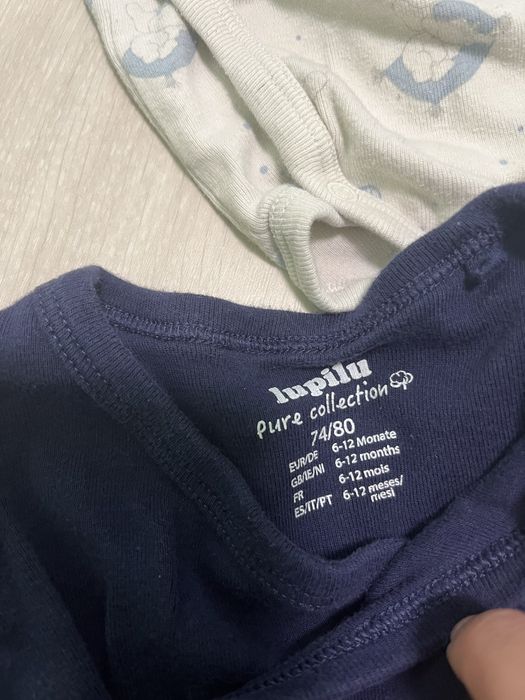 lupilu
pure collection
74/80
EUR/DE 6-12 Monate
GB/IE/NI 6-12 months
FR 6-12 mois
ES/IT/PT 6-12 meses/
mesi